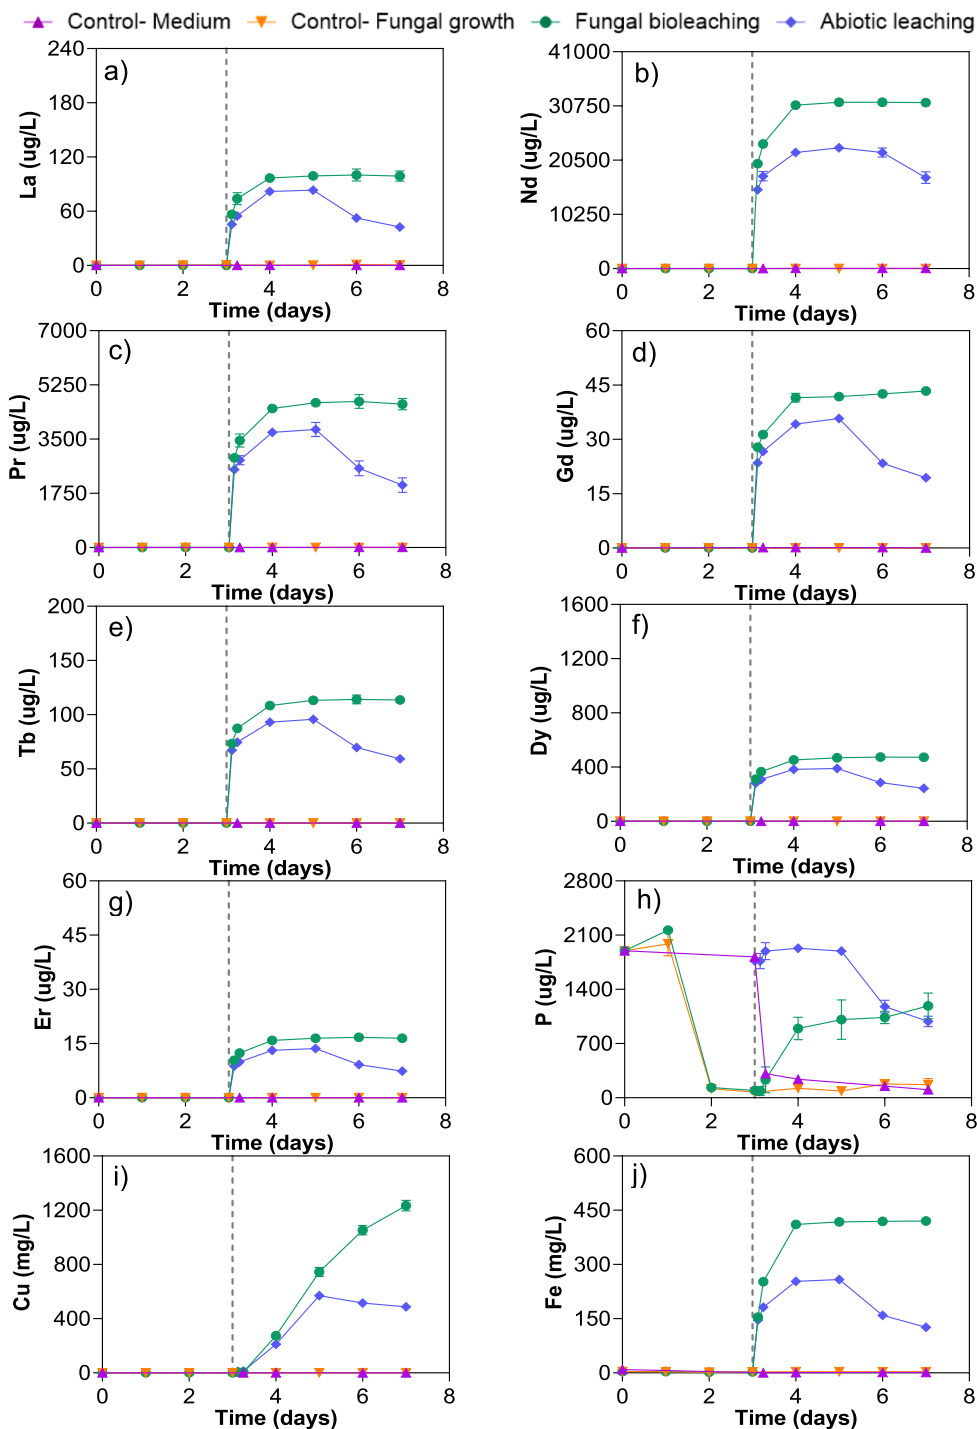 Control- Medium Control- Fungal growth Fungal bioleaching Abiotic leaching
a)
La (ug/L)
240
180
120
60
0
0 2 4 6 8
Time (days)
b)
Nd (ug/L)
41000
30750
20500
10250
0
0 2 4 6 8
Time (days)
c)
Pr (ug/L)
7000
5250
3500
1750
0
0 2 4 6 8
Time (days)
d)
Gd (ug/L)
60
45
30
15
0
0 2 4 6 8
Time (days)
e)
Tb (ug/L)
200
150
100
50
0
0 2 4 6 8
Time (days)
f)
Dy (ug/L)
1600
1200
800
400
0
0 2 4 6 8
Time (days)
g)
Er (ug/L)
60
45
30
15
0
0 2 4 6 8
Time (days)
h)
P (ug/L)
2800
2100
1400
700
0
0 2 4 6 8
Time (days)
i)
Cu (mg/L)
1600
1200
800
400
0
0 2 4 6 8
Time (days)
j)
Fe (mg/L)
600
450
300
150
0
0 2 4 6 8
Time (days)